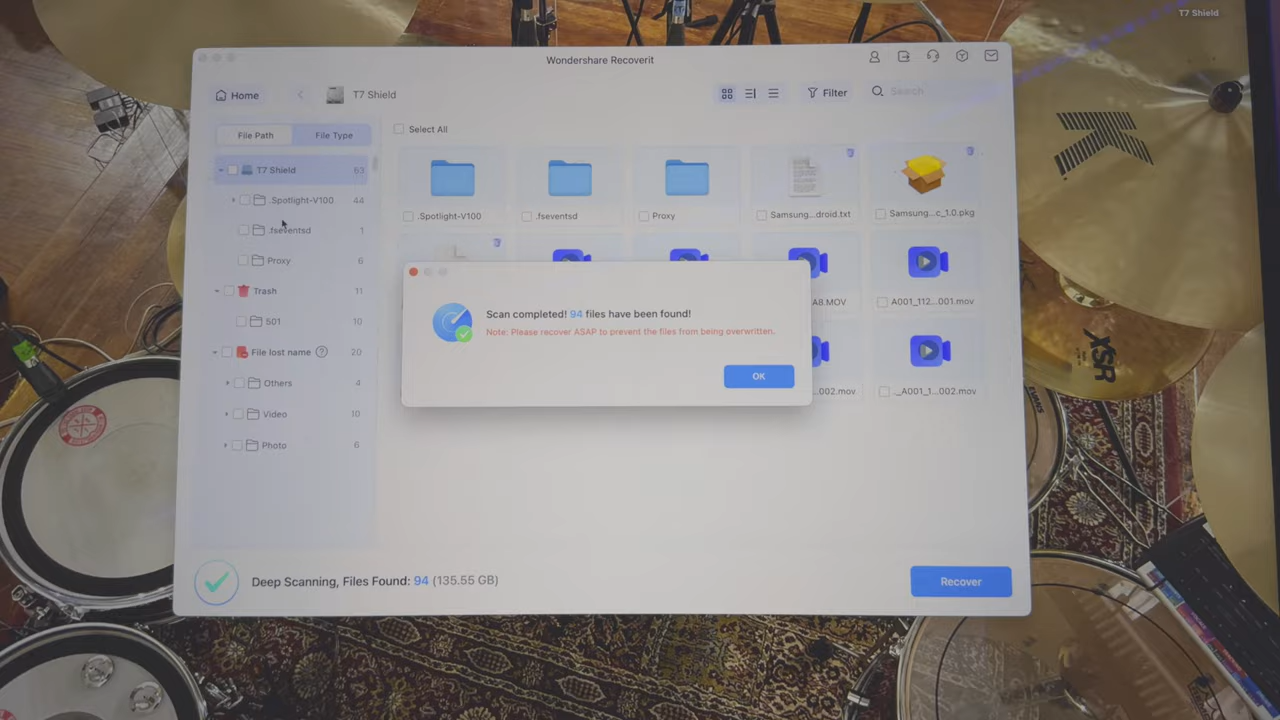 T7 Shield
Wondershare Recoverit
Home
T7 Shield
Filter
Search
File Path
File Type
Select All
T7 Shield 63
.Spotlight-V100 44
.fseventsd 1
Proxy 6
Trash 11
501 10
File lost name ? 20
Others 4
Video 10
Photo 6
.Spotlight-V100
.fseventsd
Proxy
Samsung...droid.txt
Samsung...c_1.0.pkg
A8.MOV
A001_112...001.mov
...002.mov
._A001_1...002.mov
Scan completed! 94 files have been found!
Note: Please recover ASAP to prevent the files from being overwritten.
OK
Deep Scanning, Files Found: 94 (135.55 GB)
Recover
K
XSR
EVANS